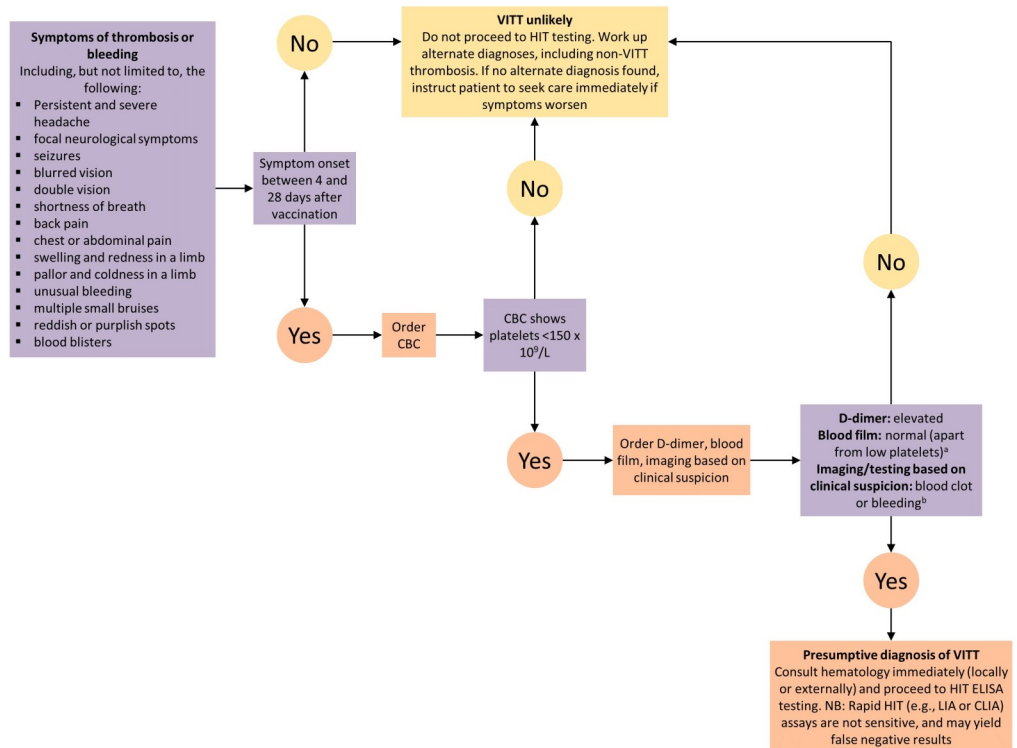 Symptoms of thrombosis or
bleeding
Including, but not limited to, the
following:
▪ Persistent and severe
headache
▪ focal neurological symptoms
▪ seizures
▪ blurred vision
▪ double vision
▪ shortness of breath
▪ back pain
▪ chest or abdominal pain
▪ swelling and redness in a limb
▪ pallor and coldness in a limb
▪ unusual bleeding
▪ multiple small bruises
▪ reddish or purplish spots
▪ blood blisters
Symptom onset
between 4 and
28 days after
vaccination
No
VITT unlikely
Do not proceed to HIT testing. Work up
alternate diagnoses, including non-VITT
thrombosis. If no alternate diagnosis found,
instruct patient to seek care immediately if
symptoms worsen
Yes
Order
CBC
CBC shows
platelets <150 x
10⁹/L
No
Yes
Order D-dimer, blood
film, imaging based on
clinical suspicion
D-dimer: elevated
Blood film: normal (apart
from low platelets)ᵃ
Imaging/testing based on
clinical suspicion: blood clot
or bleedingᵇ
No
Yes
Presumptive diagnosis of VITT
Consult hematology immediately (locally
or externally) and proceed to HIT ELISA
testing. NB: Rapid HIT (e.g., LIA or CLIA)
assays are not sensitive, and may yield
false negative results